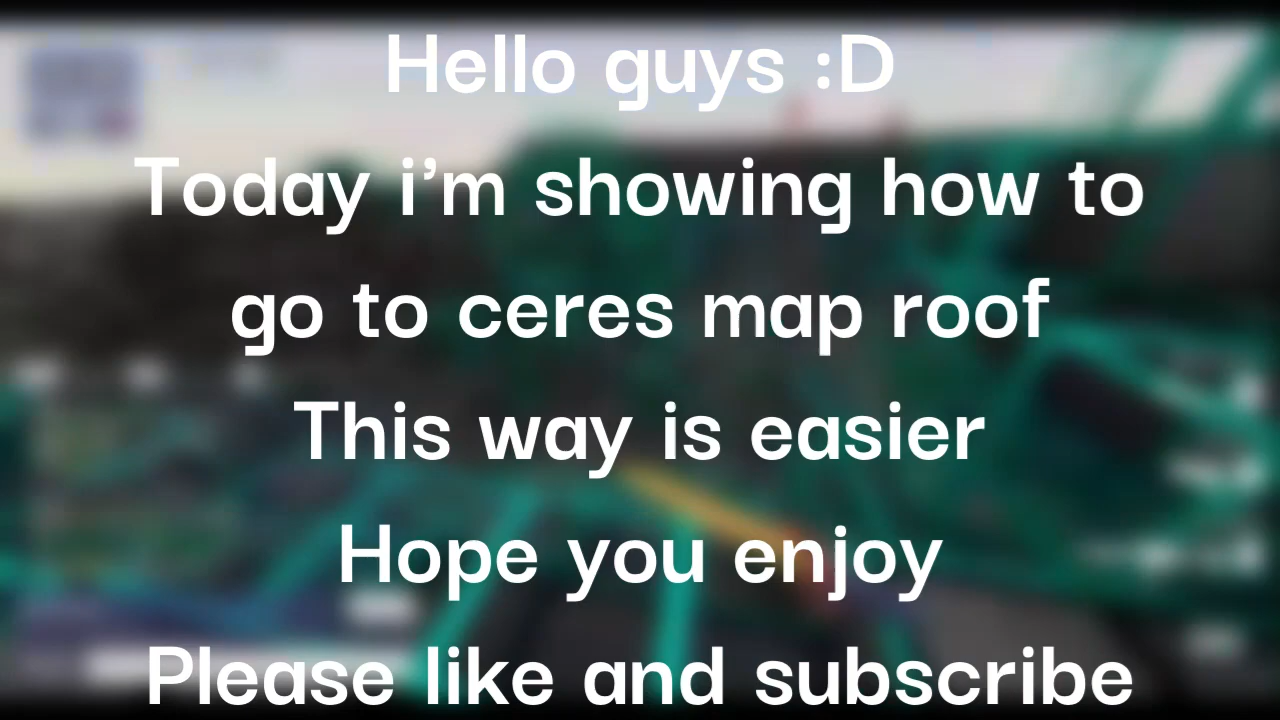 Hello guys :D
Today i'm showing how to
go to ceres map roof
This way is easier
Hope you enjoy
Please like and subscribe